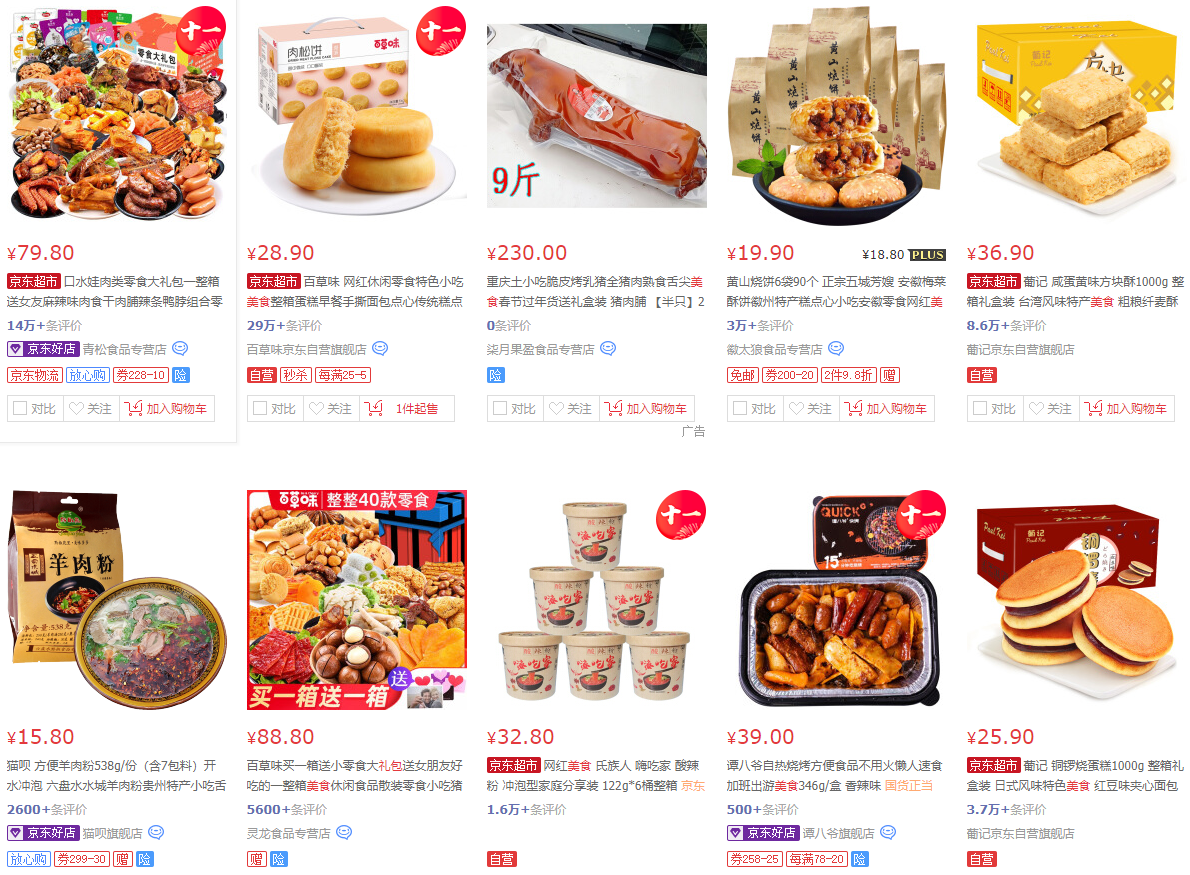 零食大礼包
十一
¥79.80
京东超市 口水娃肉类零食大礼包一整箱
送女友麻辣味肉食干肉脯辣条鸭脖组合零
14万+条评价
京东好店 青松食品专营店
京东物流 放心购 券228-10 险
对比 关注 加入购物车
肉松饼
百草味
十一
¥28.90
京东超市 百草味 网红休闲零食特色小吃
美食整箱蛋糕早餐手撕面包点心传统糕点
29万+条评价
百草味京东自营旗舰店
自营 秒杀 每满25-5
对比 关注 1件起售
9斤
¥230.00
重庆土小吃脆皮烤乳猪全猪肉熟食舌尖美
食春节过年货送礼盒装 猪肉脯 【半只】2
0条评价
柒月果盈食品专营店
险
对比 关注 加入购物车
广告
黄山烧饼
黄山烧饼
¥19.90 ¥18.80 PLUS
黄山烧饼6袋90个 正宗五城芳嫂 安徽梅菜
酥饼徽州特产糕点心小吃安徽零食网红美
3万+条评价
徽太狼食品专营店
免邮 券200-20 2件9.8折 赠
对比 关注 加入购物车
葡记
¥36.90
京东超市 葡记 咸蛋黄味方块酥1000g 整
箱礼盒装 台湾风味特产美食 粗粮纤麦酥
8.6万+条评价
葡记京东自营旗舰店
自营
对比 关注 加入购物车
羊肉粉
净含量:538克
¥15.80
猫呗 方便羊肉粉538g/份（含7包料）开
水冲泡 六盘水水城羊肉粉贵州特产小吃舌
2600+条评价
京东好店 猫呗旗舰店
放心购 券299-30 赠 险
百草味 整整40款零食
送
买一箱送一箱
¥88.80
百草味买一箱送小零食大礼包送女朋友好
吃的一整箱美食休闲食品散装零食小吃猪
5600+条评价
灵龙食品专营店
赠 险
十一
酸辣粉
嗨吃家
¥32.80
京东超市 网红美食 氏族人 嗨吃家 酸辣
粉 冲泡型家庭分享装 122g*6桶整箱 京东
1.6万+条评价
自营
QUICK
十一
15
¥39.00
谭八爷自热烧烤方便食品不用火懒人速食
加班出游美食346g/盒 香辣味 国货正当
500+条评价
京东好店 谭八爷旗舰店
券258-25 每满78-20 险
葡记
¥25.90
京东超市 葡记 铜锣烧蛋糕1000g 整箱礼
盒装 日式风味特色美食 红豆味夹心面包
3.7万+条评价
葡记京东自营旗舰店
自营